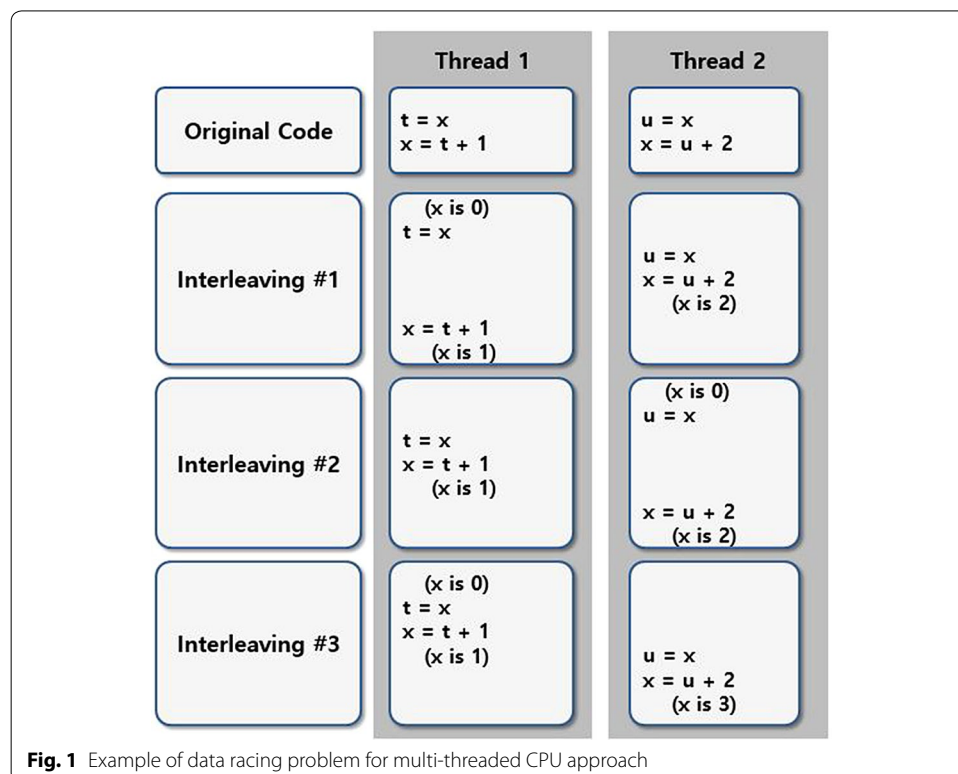 Thread 1
Thread 2
Original Code
t = x
x = t + 1
u = x
x = u + 2
Interleaving #1
(x is 0)
t = x
x = t + 1
(x is 1)
u = x
x = u + 2
(x is 2)
Interleaving #2
t = x
x = t + 1
(x is 1)
(x is 0)
u = x
x = u + 2
(x is 2)
Interleaving #3
(x is 0)
t = x
x = t + 1
(x is 1)
u = x
x = u + 2
(x is 3)
Fig. 1 Example of data racing problem for multi-threaded CPU approach